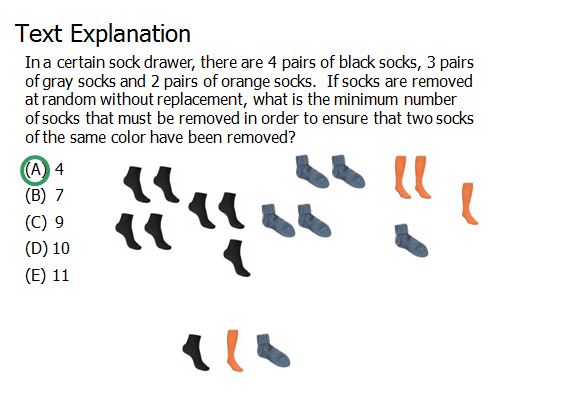 Text Explanation
In a certain sock drawer, there are 4 pairs of black socks, 3 pairs
of gray socks and 2 pairs of orange socks. If socks are removed
at random without replacement, what is the minimum number
of socks that must be removed in order to ensure that two socks
of the same color have been removed?
(A) 4
(B) 7
(C) 9
(D) 10
(E) 11